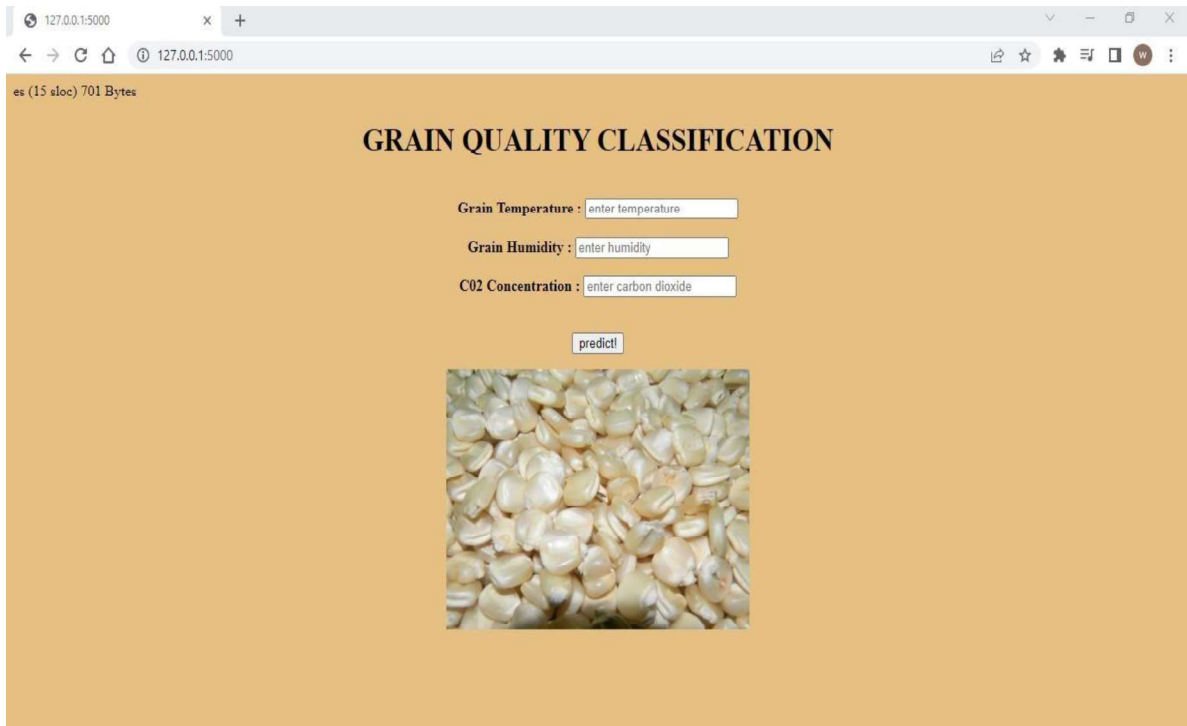 127.0.0.1:5000
127.0.0.1:5000
W
es (15 sloc) 701 Bytes
GRAIN QUALITY CLASSIFICATION
Grain Temperature : enter temperature
Grain Humidity : enter humidity
C02 Concentration : enter carbon dioxide
predict!